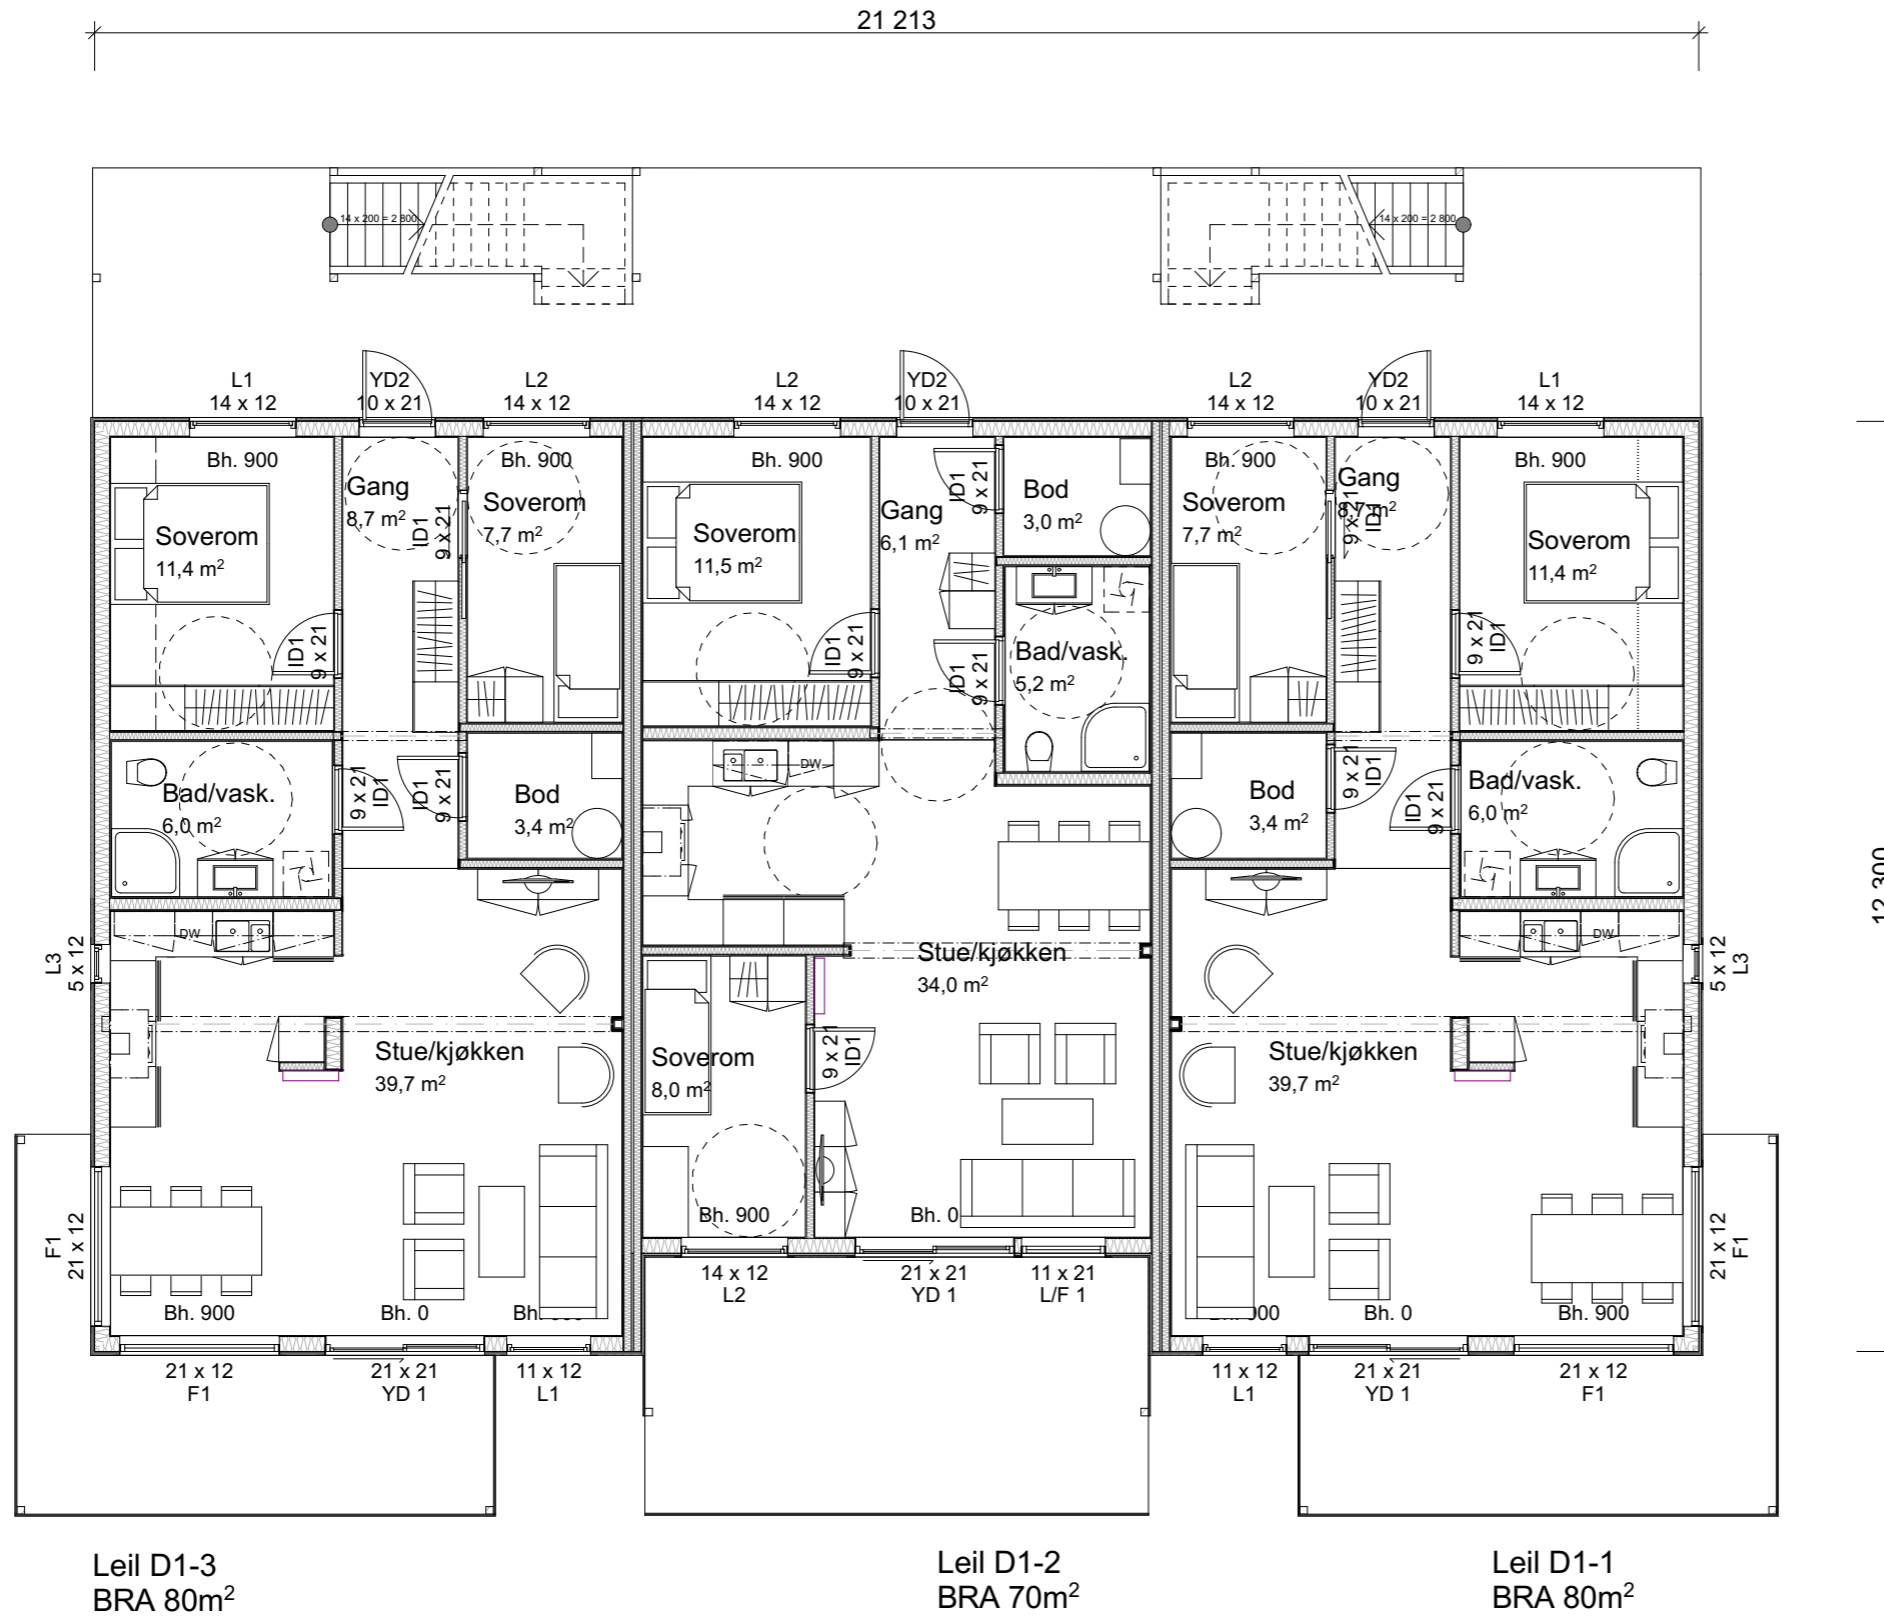 21 213
14 x 200 = 2 800
14 x 200 = 2 800
L1
14 x 12
YD2
10 x 21
L2
14 x 12
L2
14 x 12
YD2
10 x 21
L2
14 x 12
YD2
10 x 21
L1
14 x 12
Bh. 900
Gang
8,7 m²
ID1
9 x 21
Bh. 900
Soverom
7,7 m²
Soverom
11,4 m²
ID1
9 x 21
Bh. 900
Soverom
11,5 m²
ID1
9 x 21
Gang
6,1 m²
ID1
9 x 21
Bod
3,0 m²
ID1
9 x 21
Bad/vask.
5,2 m²
Bh. 900
Soverom
7,7 m²
Gang
8,7 m²
9 x 21
ID1
Bh. 900
Soverom
11,4 m²
9 x 21
ID1
Bad/vask.
6,0 m²
9 x 21
ID1
ID1
9 x 21
Bod
3,4 m²
DW
DW
Bod
3,4 m²
9 x 21
ID1
ID1
9 x 21
Bad/vask.
6,0 m²
12 300
L3
5 x 12
DW
Stue/kjøkken
39,7 m²
Stue/kjøkken
34,0 m²
Soverom
8,0 m²
9 x 21
ID1
Stue/kjøkken
39,7 m²
DW
5 x 12
L3
F1
21 x 12
Bh. 900
Bh. 0
Bh.
Bh. 900
Bh. 0
Bh. 0
Bh. 900
21 x 12
F1
14 x 12
L2
21 x 21
YD 1
11 x 21
L/F 1
21 x 12
F1
21 x 21
YD 1
11 x 12
L1
11 x 12
L1
21 x 21
YD 1
21 x 12
F1
Leil D1-3
BRA 80m²
Leil D1-2
BRA 70m²
Leil D1-1
BRA 80m²